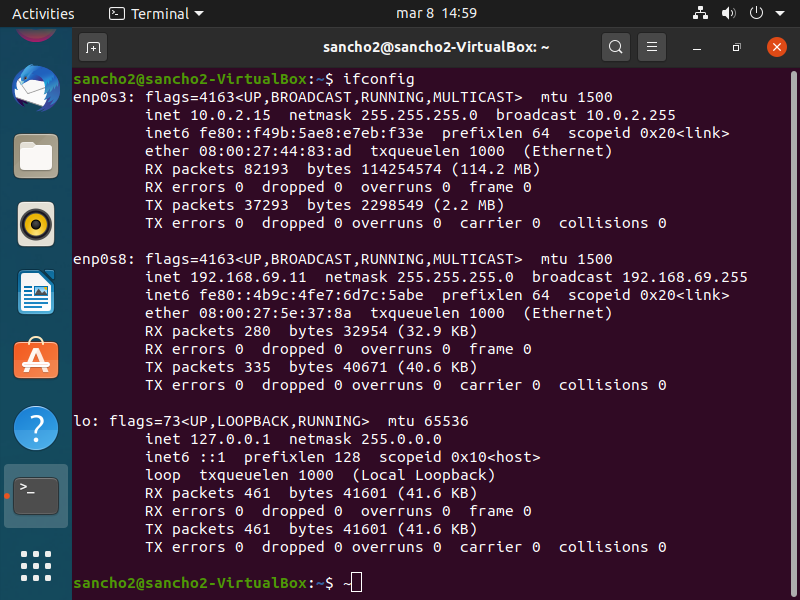 Activities Terminal mar 8 14:59
sancho2@sancho2-VirtualBox: ~
sancho2@sancho2-VirtualBox:~$ ifconfig
enp0s3: flags=4163<UP,BROADCAST,RUNNING,MULTICAST>  mtu 1500
        inet 10.0.2.15  netmask 255.255.255.0  broadcast 10.0.2.255
        inet6 fe80::f49b:5ae8:e7eb:f33e  prefixlen 64  scopeid 0x20<link>
        ether 08:00:27:44:83:ad  txqueuelen 1000  (Ethernet)
        RX packets 82193  bytes 114254574 (114.2 MB)
        RX errors 0  dropped 0  overruns 0  frame 0
        TX packets 37293  bytes 2298549 (2.2 MB)
        TX errors 0  dropped 0 overruns 0  carrier 0  collisions 0
enp0s8: flags=4163<UP,BROADCAST,RUNNING,MULTICAST>  mtu 1500
        inet 192.168.69.11  netmask 255.255.255.0  broadcast 192.168.69.255
        inet6 fe80::4b9c:4fe7:6d7c:5abe  prefixlen 64  scopeid 0x20<link>
        ether 08:00:27:5e:37:8a  txqueuelen 1000  (Ethernet)
        RX packets 280  bytes 32954 (32.9 KB)
        RX errors 0  dropped 0  overruns 0  frame 0
        TX packets 335  bytes 40671 (40.6 KB)
        TX errors 0  dropped 0 overruns 0  carrier 0  collisions 0
lo: flags=73<UP,LOOPBACK,RUNNING>  mtu 65536
        inet 127.0.0.1  netmask 255.0.0.0
        inet6 ::1  prefixlen 128  scopeid 0x10<host>
        loop  txqueuelen 1000  (Local Loopback)
        RX packets 461  bytes 41601 (41.6 KB)
        RX errors 0  dropped 0  overruns 0  frame 0
        TX packets 461  bytes 41601 (41.6 KB)
        TX errors 0  dropped 0 overruns 0  carrier 0  collisions 0
sancho2@sancho2-VirtualBox:~$ ~